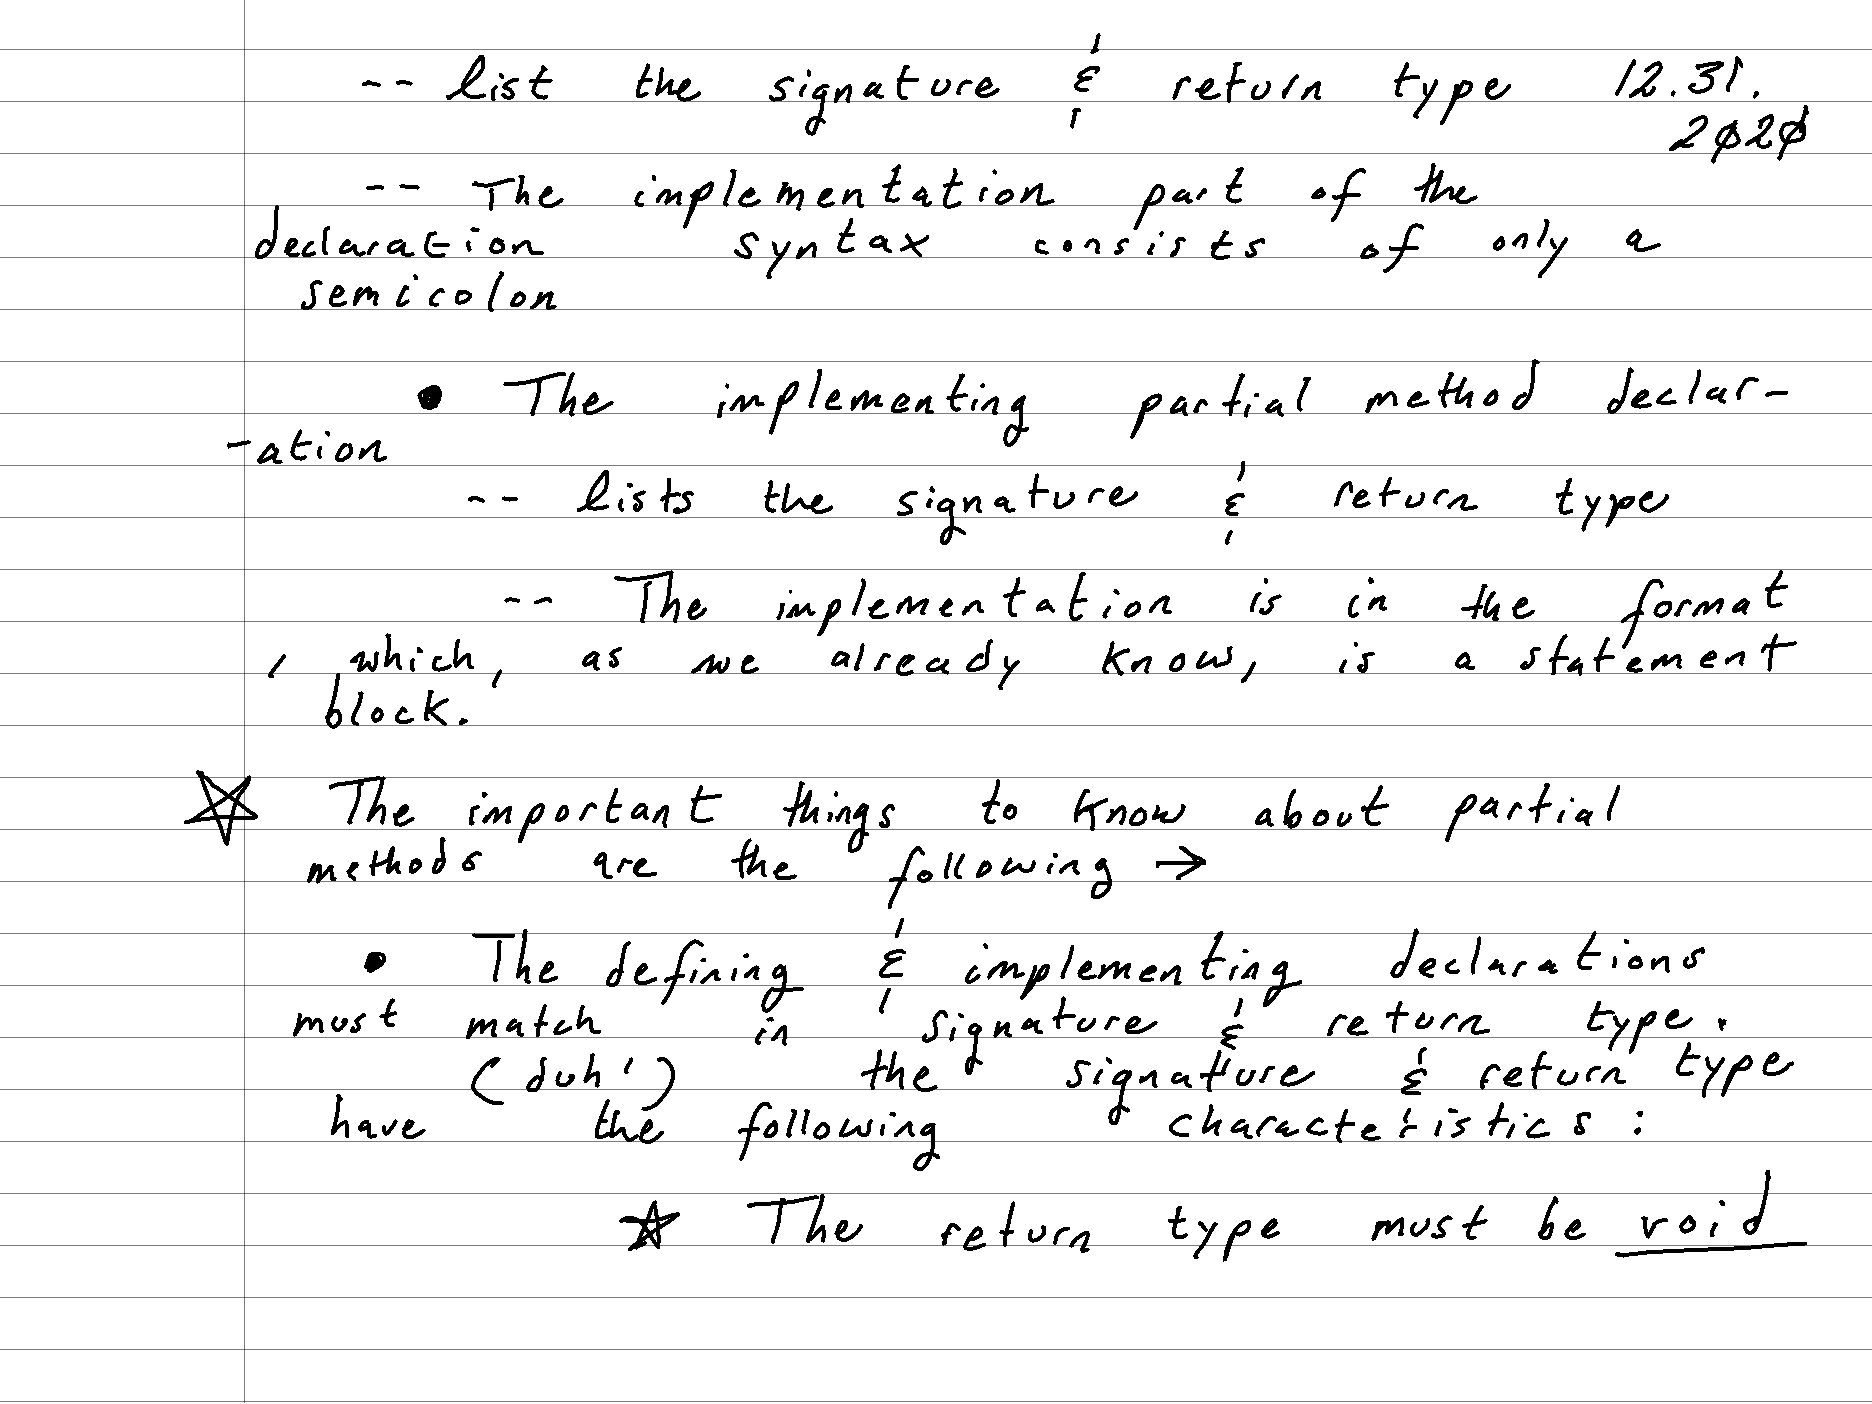 -- list the signature & return type 12.31.
2020
-- The implementation part of the
declaration syntax consists of only a
semicolon
• The implementing partial method declar-
-ation
-- lists the signature & return type
-- The implementation is in the format
, which, as we already know, is a statement
block.
☆ The important things to know about partial
methods are the following →
• The defining & implementing declarations
must match in signature & return type.
(duh!) the signature & return type
have the following characteristics:
☆ The return type must be void